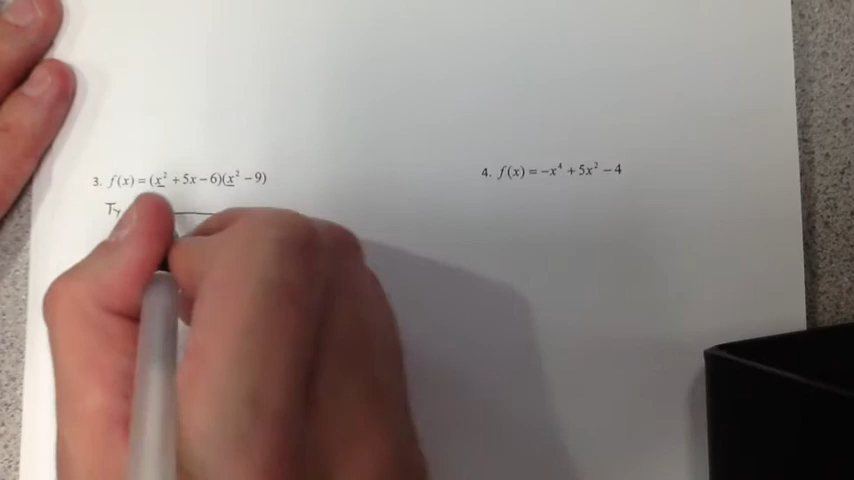 3. f(x) = (x² + 5x − 6)(x² − 9)
4. f(x) = −x⁴ + 5x² − 4